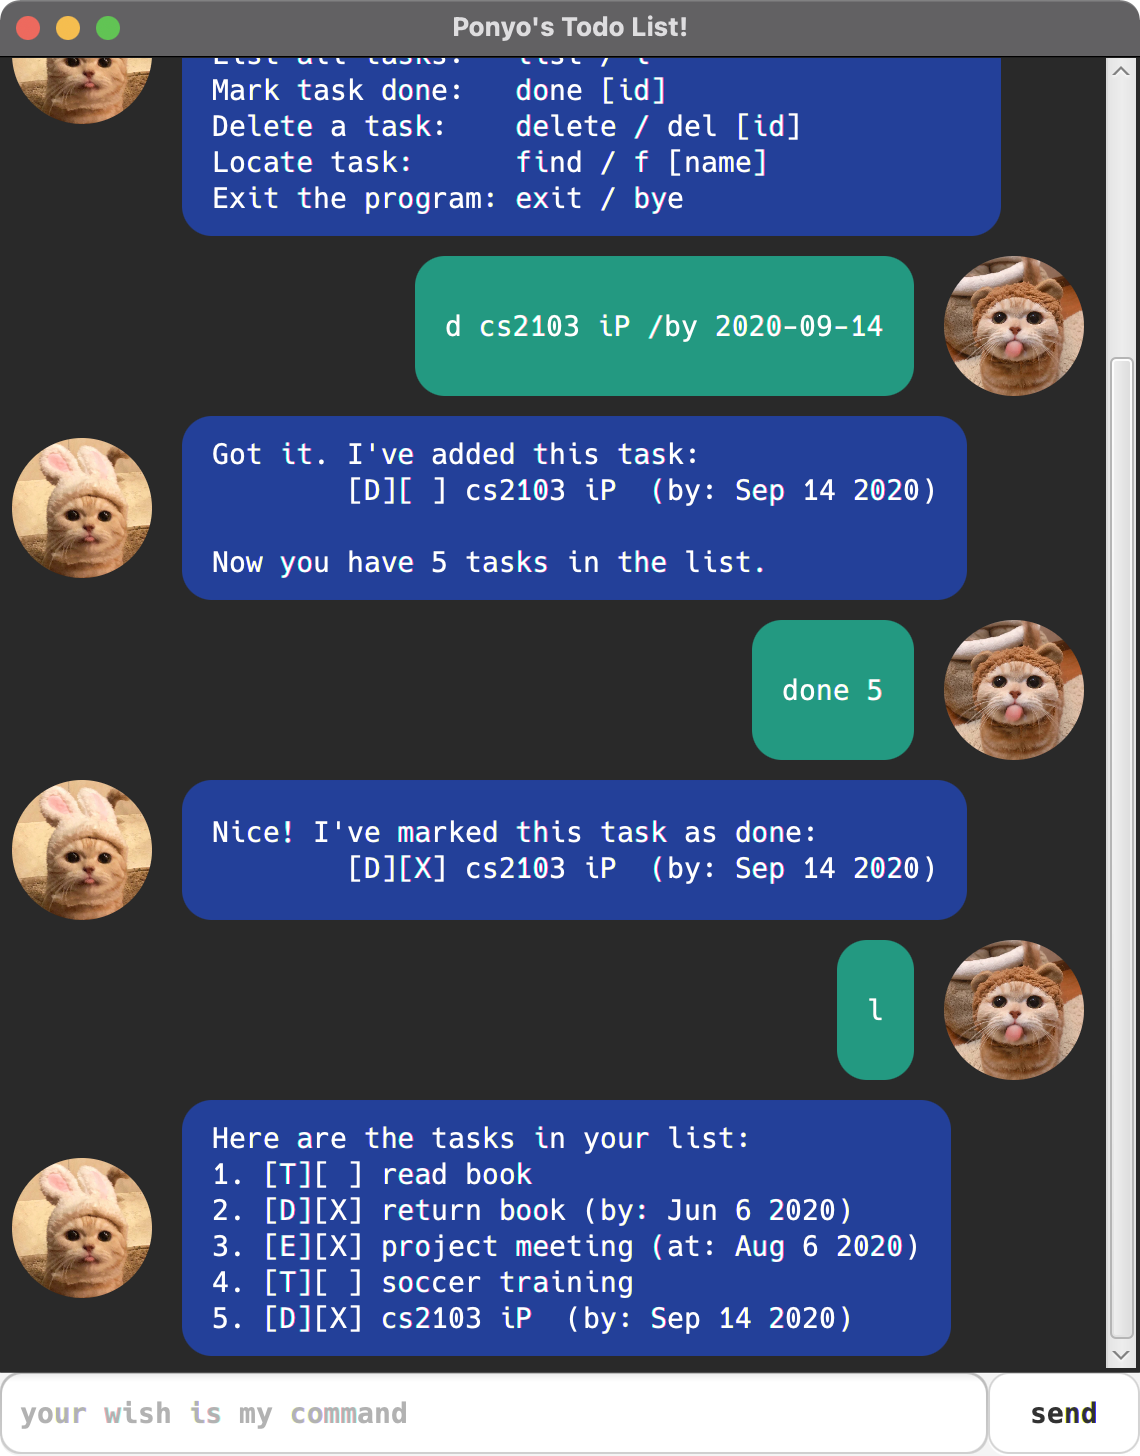 Ponyo's Todo List!
List all tasks:   list / l
Mark task done:   done [id]
Delete a task:    delete / del [id]
Locate task:      find / f [name]
Exit the program: exit / bye
d cs2103 iP /by 2020-09-14
Got it. I've added this task:
        [D][ ] cs2103 iP  (by: Sep 14 2020)
Now you have 5 tasks in the list.
done 5
Nice! I've marked this task as done:
        [D][X] cs2103 iP  (by: Sep 14 2020)
l
Here are the tasks in your list:
1. [T][ ] read book
2. [D][X] return book (by: Jun 6 2020)
3. [E][X] project meeting (at: Aug 6 2020)
4. [T][ ] soccer training
5. [D][X] cs2103 iP  (by: Sep 14 2020)
your wish is my command
send